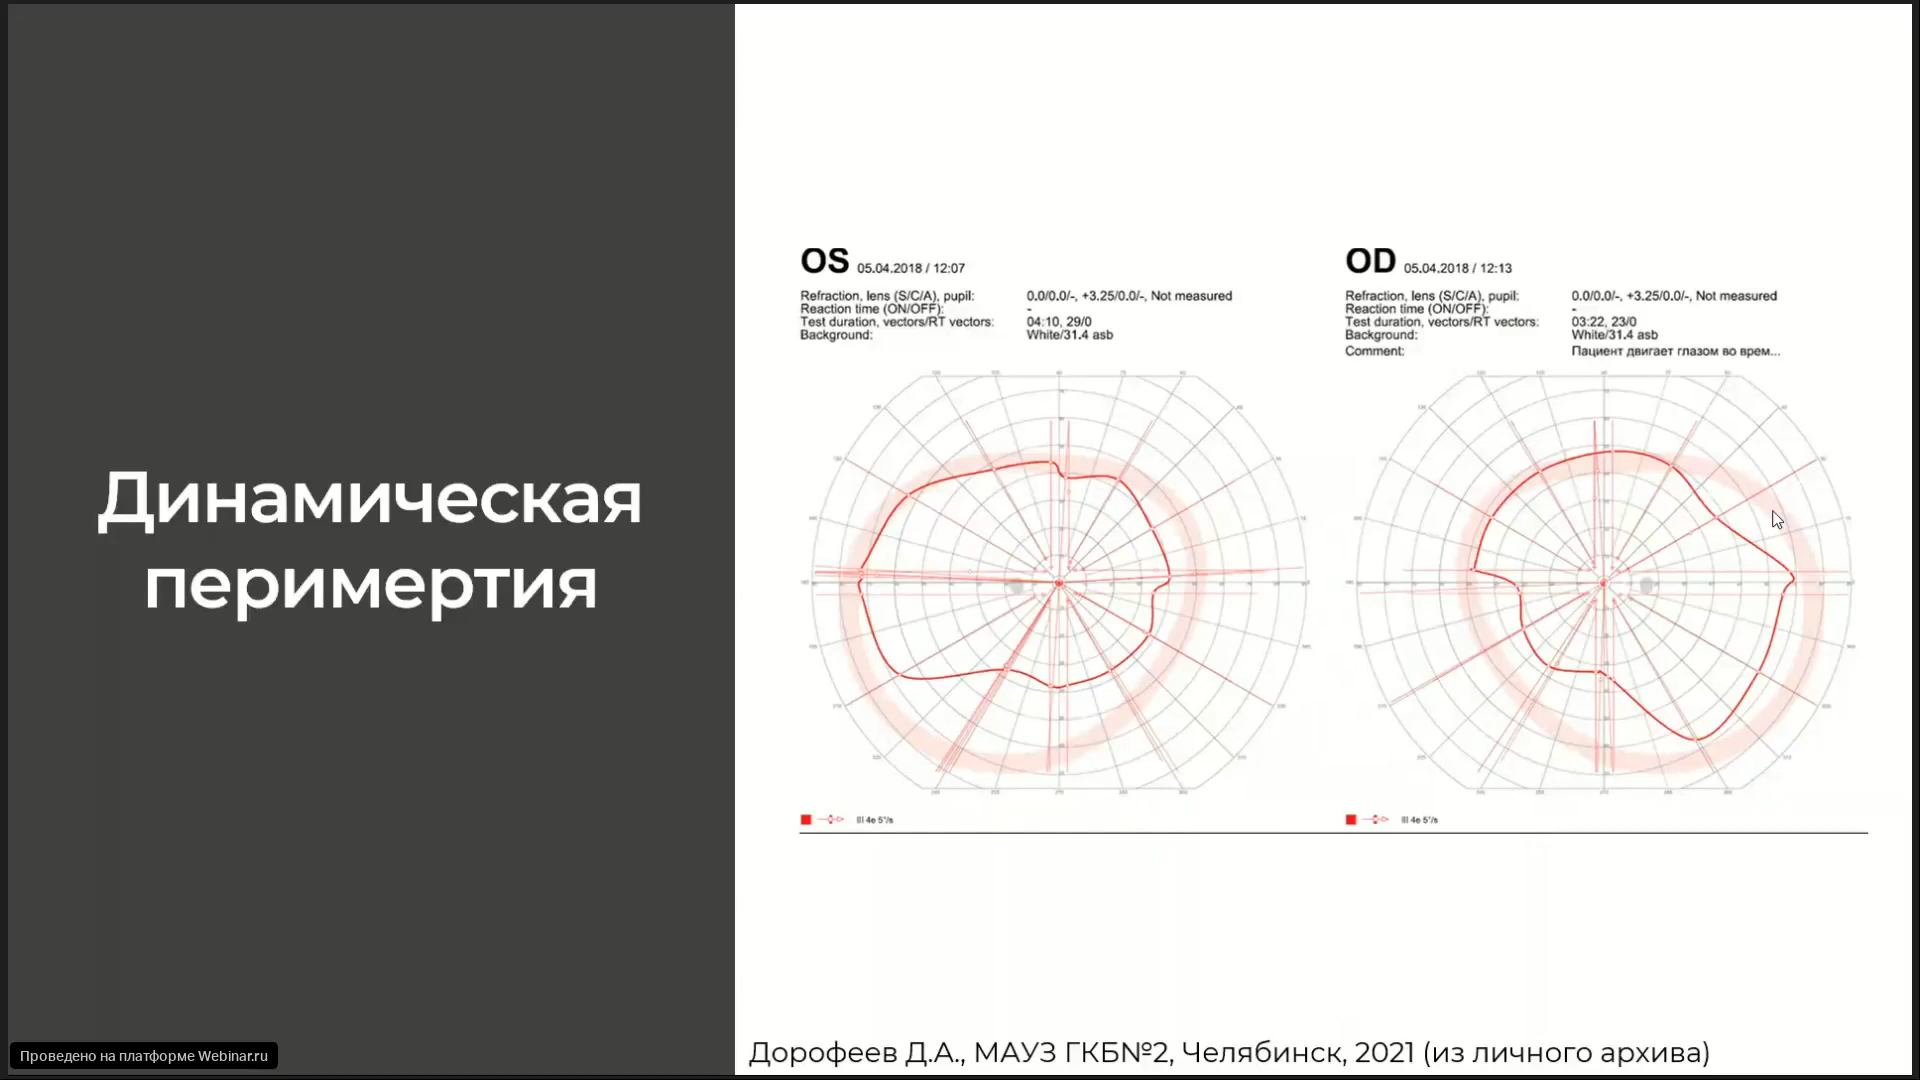 Динамическая
перимертия
OS 05.04.2018 / 12:07
Refraction, lens (S/C/A), pupil: 0.0/0.0/-, +3.25/0.0/-, Not measured
Reaction time (ON/OFF): -
Test duration, vectors/RT vectors: 04:10, 29/0
Background: White/31.4 asb
III 4e 5°/s
OD 05.04.2018 / 12:13
Refraction, lens (S/C/A), pupil: 0.0/0.0/-, +3.25/0.0/-, Not measured
Reaction time (ON/OFF): -
Test duration, vectors/RT vectors: 03:22, 23/0
Background: White/31.4 asb
Comment: Пациент двигает глазом во врем...
III 4e 5°/s
Дорофеев Д.А., МАУЗ ГКБ№2, Челябинск, 2021 (из личного архива)
Проведено на платформе Webinar.ru